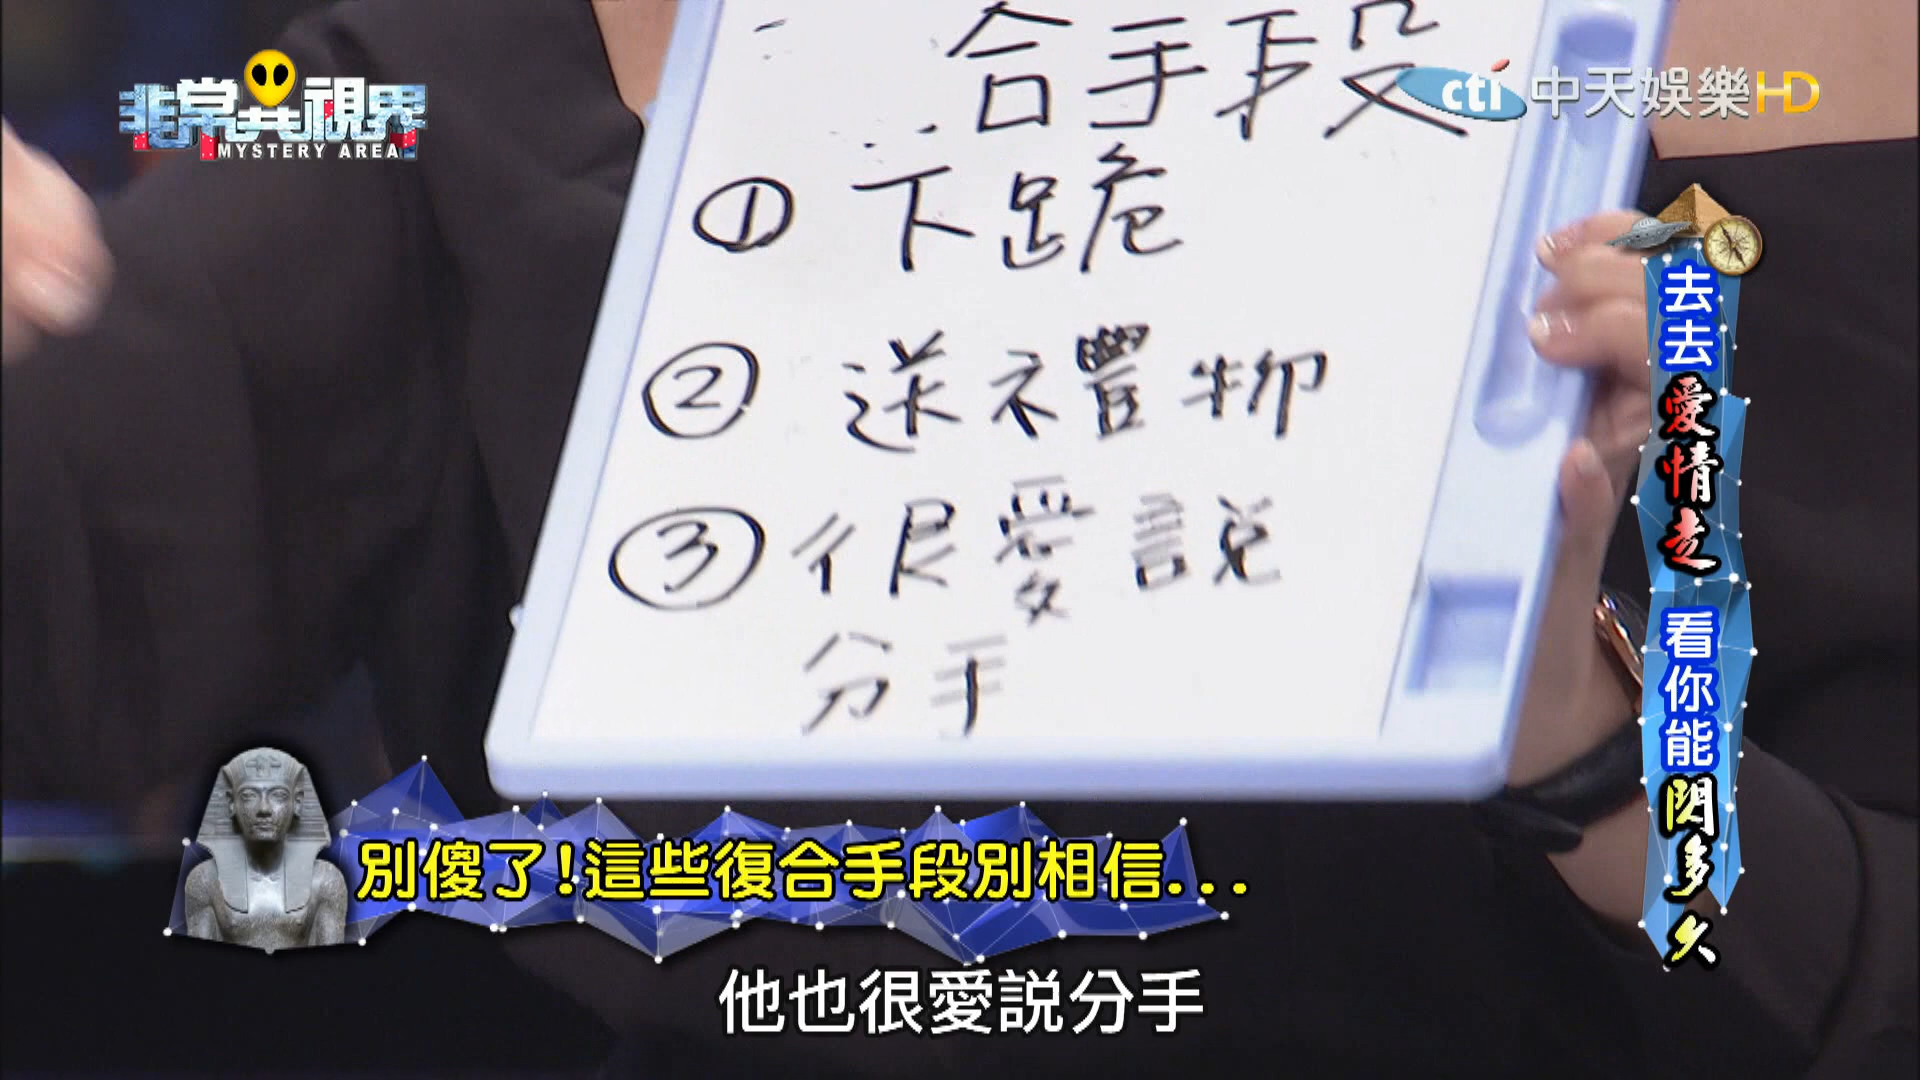 非常共視界
MYSTERY AREA
cti 中天娛樂HD
合手段
① 下跪
② 送禮物
③ 很愛說
分手
去去愛情走 看你能閃多久
別傻了!這些復合手段別相信...
他也很愛説分手